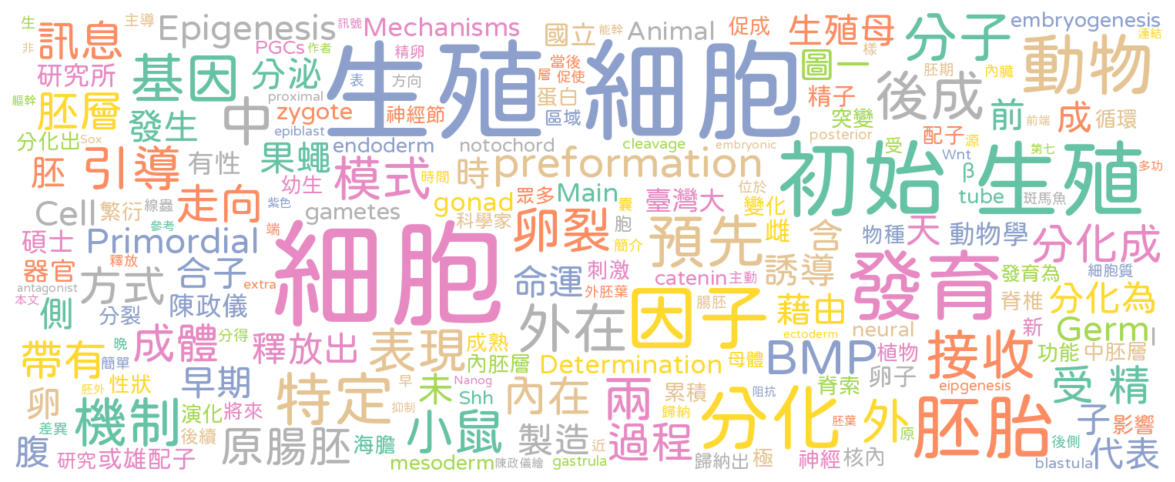 生 訊息 主導 Epigenesis 訊號 Mechanisms 能幹 國立 Animal 促成 生殖母 分子 embryogenesis
非 PGCs 作者 精卵 樣 連結
研究所 基因 分泌 生殖細胞 當後 層 促使 圖一 胚期 內臟 動物
軀幹 胚層 中 proximal 表 方向 蛋白 精子 後成
zygote 神經節 區域 突變 前 成 循環
分化出 Sox 發生 epiblast endoderm notochord cleavage embryonic posterior 受 配子 源 前端
胚 引導 有性 果蠅 模式 時 preformation 初始生殖 Wnt 第七 多功
幼生 時間 位於 β tube 斑馬魚
Cell 繁衍 線蟲 紫色 gametes gonad 眾多 Main 囊 臺灣大 變化
參考 走向 科學家 卵裂 胞 預先 雌 含 物種 天 動物學 分化成
碩士 Primordial 端 細胞 簡介
器官 釋放 合子 命運 刺激 catenin 主動 誘導 發育 發育為 細胞質
antagonist extra 外胚葉 腸胚 脊椎
本文 方式 陳政儀 外在 因子 藉由 新 分化為
側 分裂 分得 ectoderm neural Germ l
帶有 晚 成體 釋放出 表現 成熟 內胚層 Determination 母體 BMP 植物 接收 功能 中胚層
簡單 胚外 性狀 早期 特定 早 未 Shh Nanog 內在 兩 累積 阻抗 脊索 卵子 eipgenesis 受精
卵 機制 演化 將來 抑制 小鼠 歸納 分化 胚葉 外 原 胚胎 子 影響
差異 後續 原腸胚 海膽 製造 近 過程 後側
腹 研究 或雄配子 mesoderm 陳政儀繪 gastrula 歸納出 極 神經 核內 blastula 代表